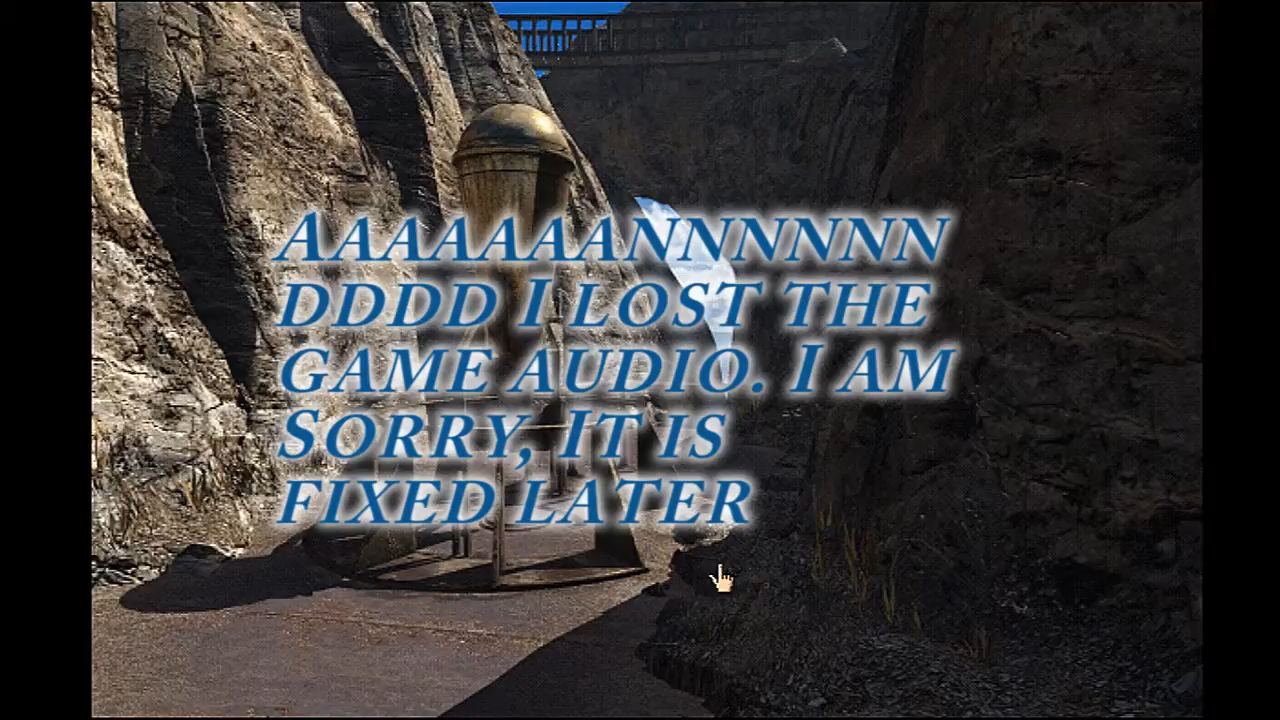 Aaaaaaannnnnn
dddd I lost the
game audio. I am
Sorry, It is
fixed later